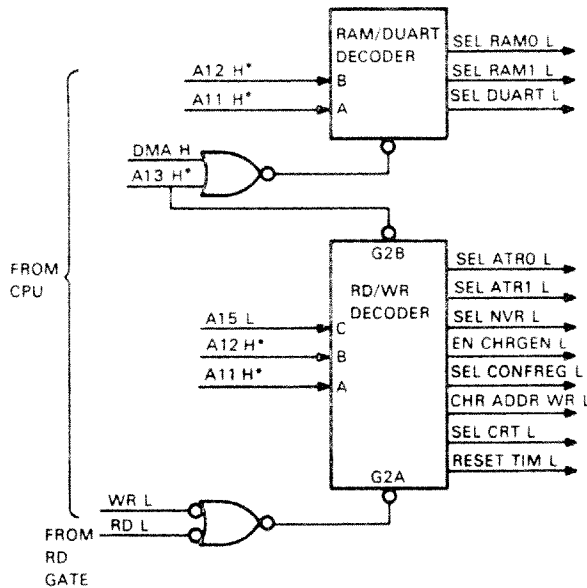 RAM/DUART
DECODER
SEL RAM0 L
A12 H*
B
SEL RAM1 L
A11 H*
A
SEL DUART L
DMA H
A13 H*
FROM
CPU
G2B
RD/WR
DECODER
SEL ATR0 L
SEL ATR1 L
A15 L
C
SEL NVR L
A12 H*
B
EN CHRGEN L
A11 H*
A
SEL CONFREG L
CHR ADDR WR L
SEL CRT L
RESET TIM L
G2A
WR L
RD L
FROM
RD
GATE